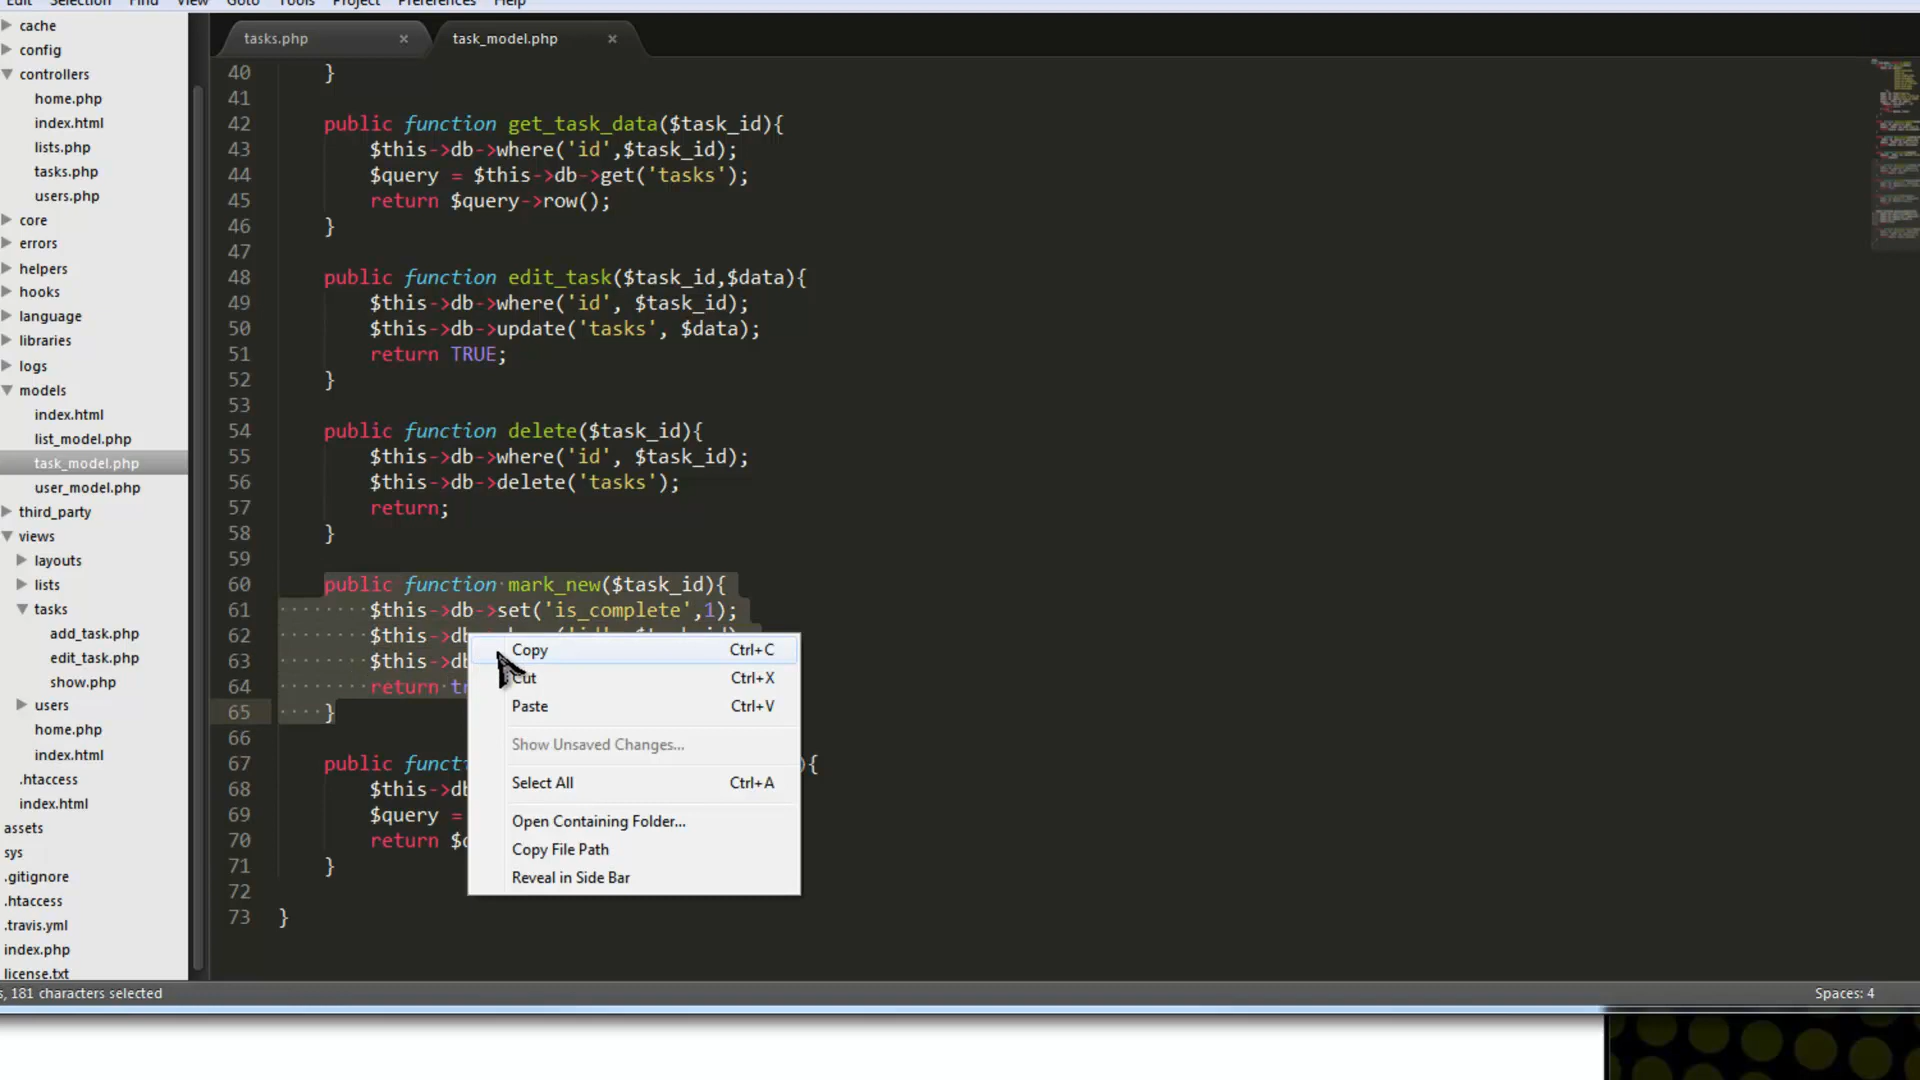 Edit Selection Find View Goto Tools Project Preferences Help
cache
config
controllers
home.php
index.html
lists.php
tasks.php
users.php
core
errors
helpers
hooks
language
libraries
logs
models
index.html
list_model.php
task_model.php
user_model.php
third_party
views
layouts
lists
tasks
add_task.php
edit_task.php
show.php
users
home.php
index.html
.htaccess
index.html
assets
sys
.gitignore
.htaccess
.travis.yml
index.php
license.txt
tasks.php × task_model.php ×
40 }
41
42 public function get_task_data($task_id){
43 $this->db->where('id',$task_id);
44 $query = $this->db->get('tasks');
45 return $query->row();
46 }
47
48 public function edit_task($task_id,$data){
49 $this->db->where('id', $task_id);
50 $this->db->update('tasks', $data);
51 return TRUE;
52 }
53
54 public function delete($task_id){
55 $this->db->where('id', $task_id);
56 $this->db->delete('tasks');
57 return;
58 }
59
60 public function mark_new($task_id){
61 $this->db->set('is_complete',1);
62 $this->db
63 $this->db
64 return
65 }
66
67 public ){
68 $this->db
69 $query =
70 return
71 }
72
73 }
Copy Ctrl+C
Cut Ctrl+X
Paste Ctrl+V
Show Unsaved Changes...
Select All Ctrl+A
Open Containing Folder...
Copy File Path
Reveal in Side Bar
, 181 characters selected
Spaces: 4